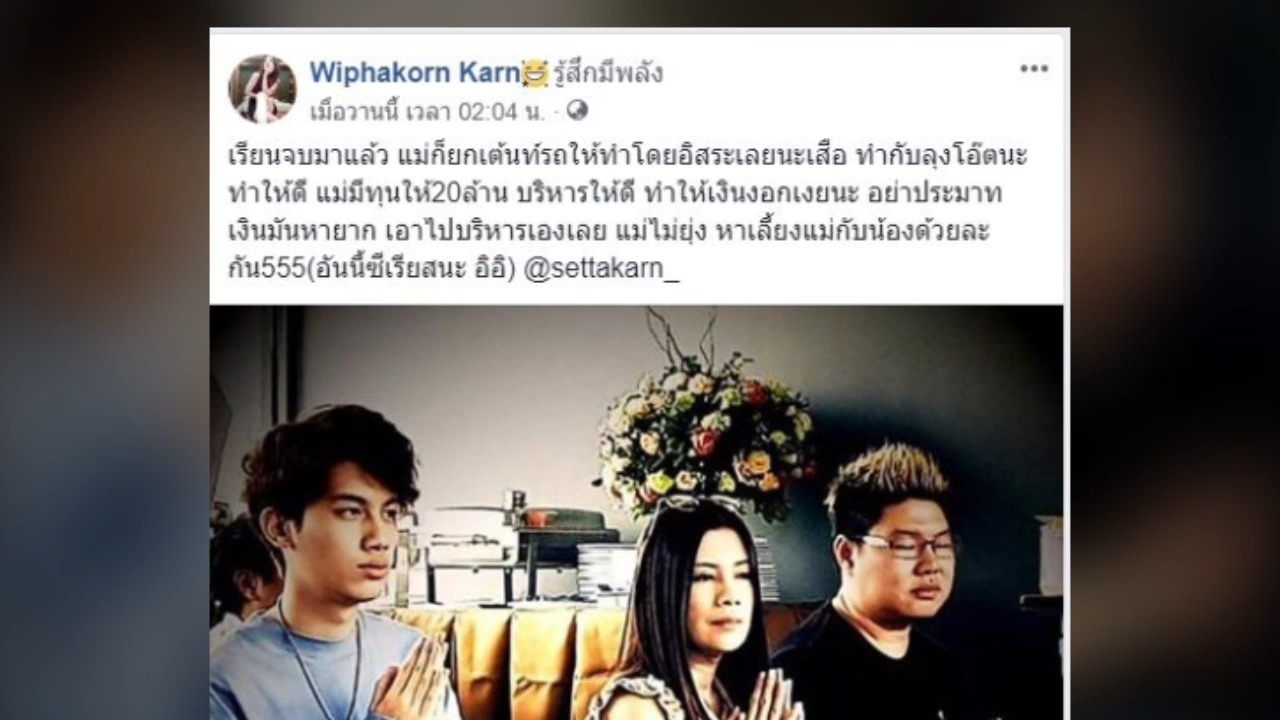 Wiphakorn Karn😆 รู้สึกมีพลัง
เมื่อวานนี้ เวลา 02:04 น. ·
เรียนจบมาแล้ว แม่ก็ยกเต้นท์รถให้ทำโดยอิสระเลยนะเสือ ทำกับลุงโอ๊ตนะ
ทำให้ดี แม่มีทุนให้20ล้าน บริหารให้ดี ทำให้เงินงอกเงยนะ อย่าประมาท
เงินมันหายาก เอาไปบริหารเองเลย แม่ไม่ยุ่ง หาเลี้ยงแม่กับน้องด้วยละ
กัน555(อันนี้ซีเรียสนะ อิอิ) @settakarn_